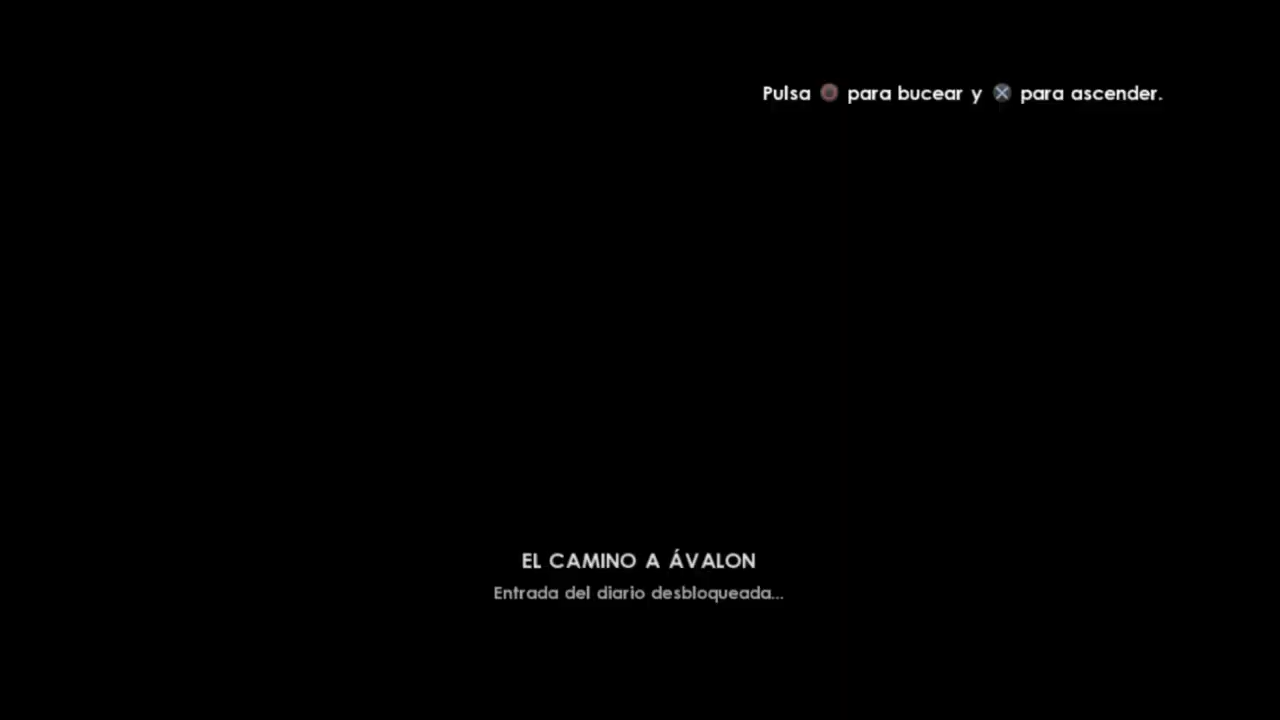 Pulsa para bucear y para ascender.
EL CAMINO A ÁVALON
Entrada del diario desbloqueada...